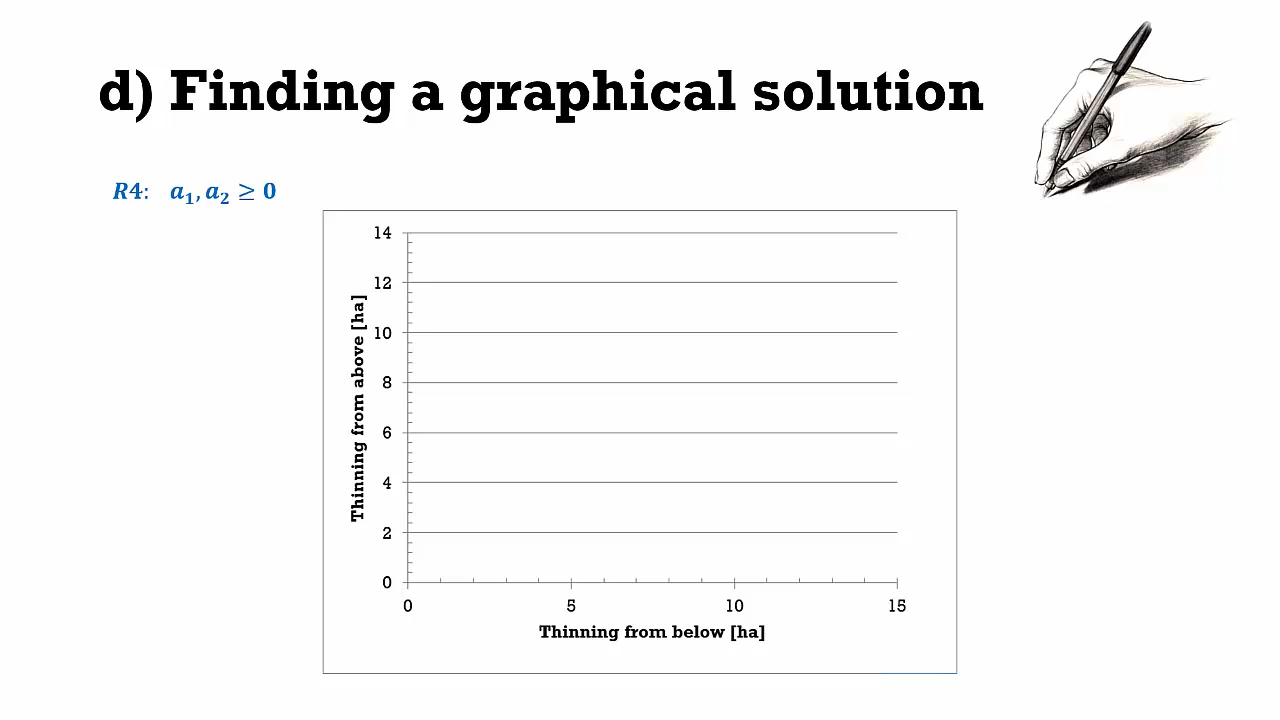 d) Finding a graphical solution
R4: a₁, a₂ ≥ 0
14
12
10
8
6
4
2
0
Thinning from above [ha]
0 5 10 15
Thinning from below [ha]